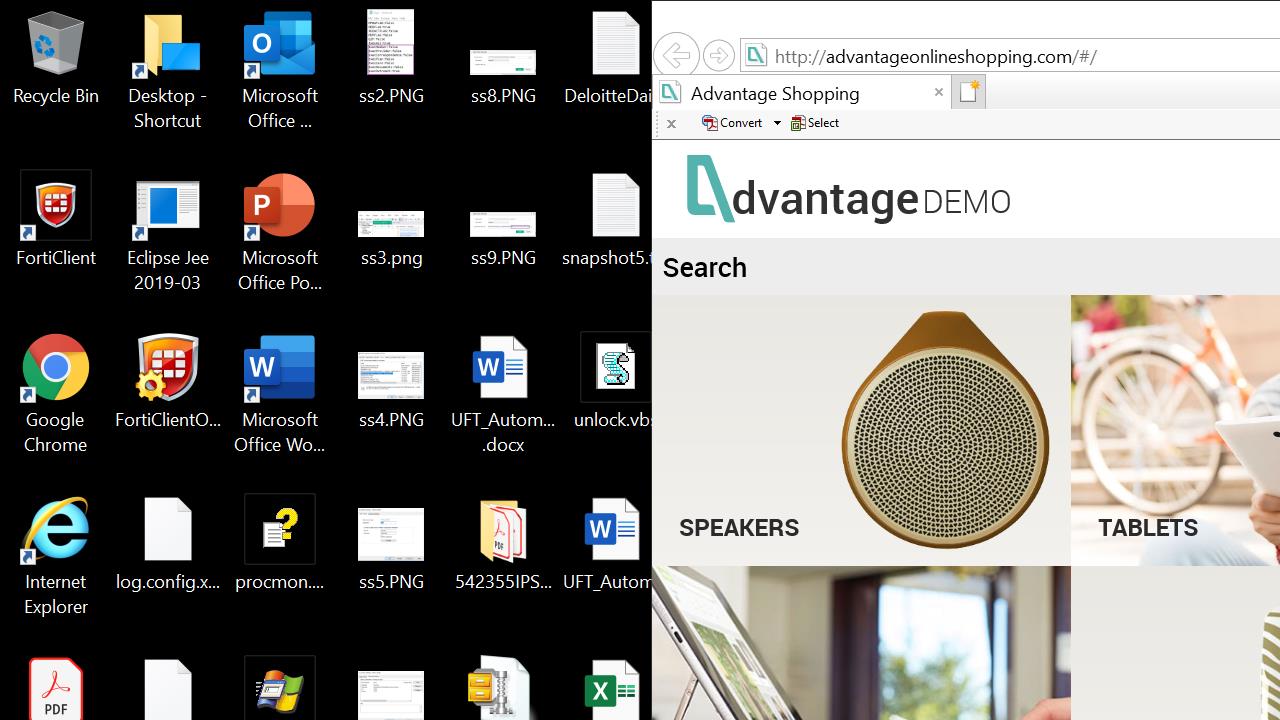 Recycle Bin
Desktop -
Shortcut
Microsoft
Office ...
ss2.PNG
ss8.PNG
DeloitteDai
FortiClient
Eclipse Jee
2019-03
Microsoft
Office Po...
ss3.png
ss9.PNG
snapshot5.t
Google
Chrome
FortiClientO...
Microsoft
Office Wo...
ss4.PNG
UFT_Autom...
.docx
unlock.vbs
Internet
Explorer
log.config.x...
procmon....
ss5.PNG
542355IPS...
UFT_Autom
PDF
http://advantageonlineshopping.com/#/
Advantage Shopping
x Convert Select
Advantage DEMO
Search
SPEAKERS
TABLETS